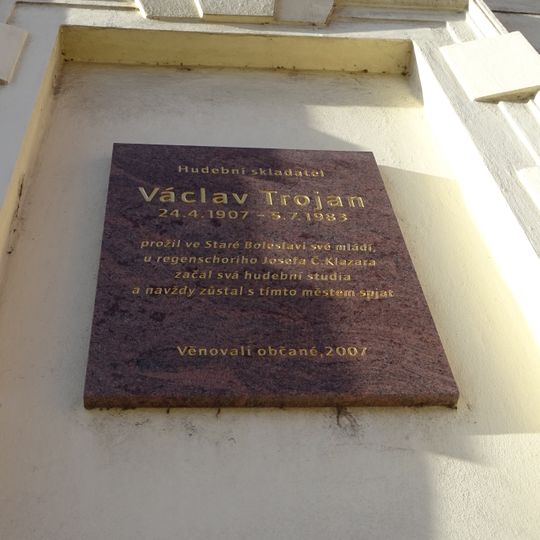 Hudební skladatel
Václav Trojan
24.4.1907 - 5.7.1983
prožil ve Staré Boleslavi své mládí,
u regenschoriho Josefa Č.Klazara
začal svá hudební studia
a navždy zůstal s tímto městem spjat
Věnovali občané,2007